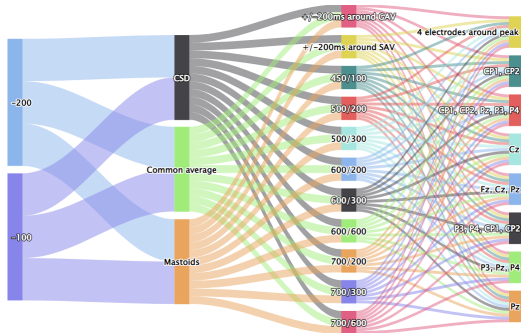 -200
-100
CSD
Common average
Mastoids
+/-200ms around GAV
+/-200ms around SAV
450/100
500/200
500/300
600/200
600/300
600/600
700/200
700/300
700/600
4 electrodes around peak
CP1, CP2
CP1, CP2, Pz, P3, P4
Cz
Fz, Cz, Pz
P3, P4, CP1, CP2
P3, Pz, P4
Pz